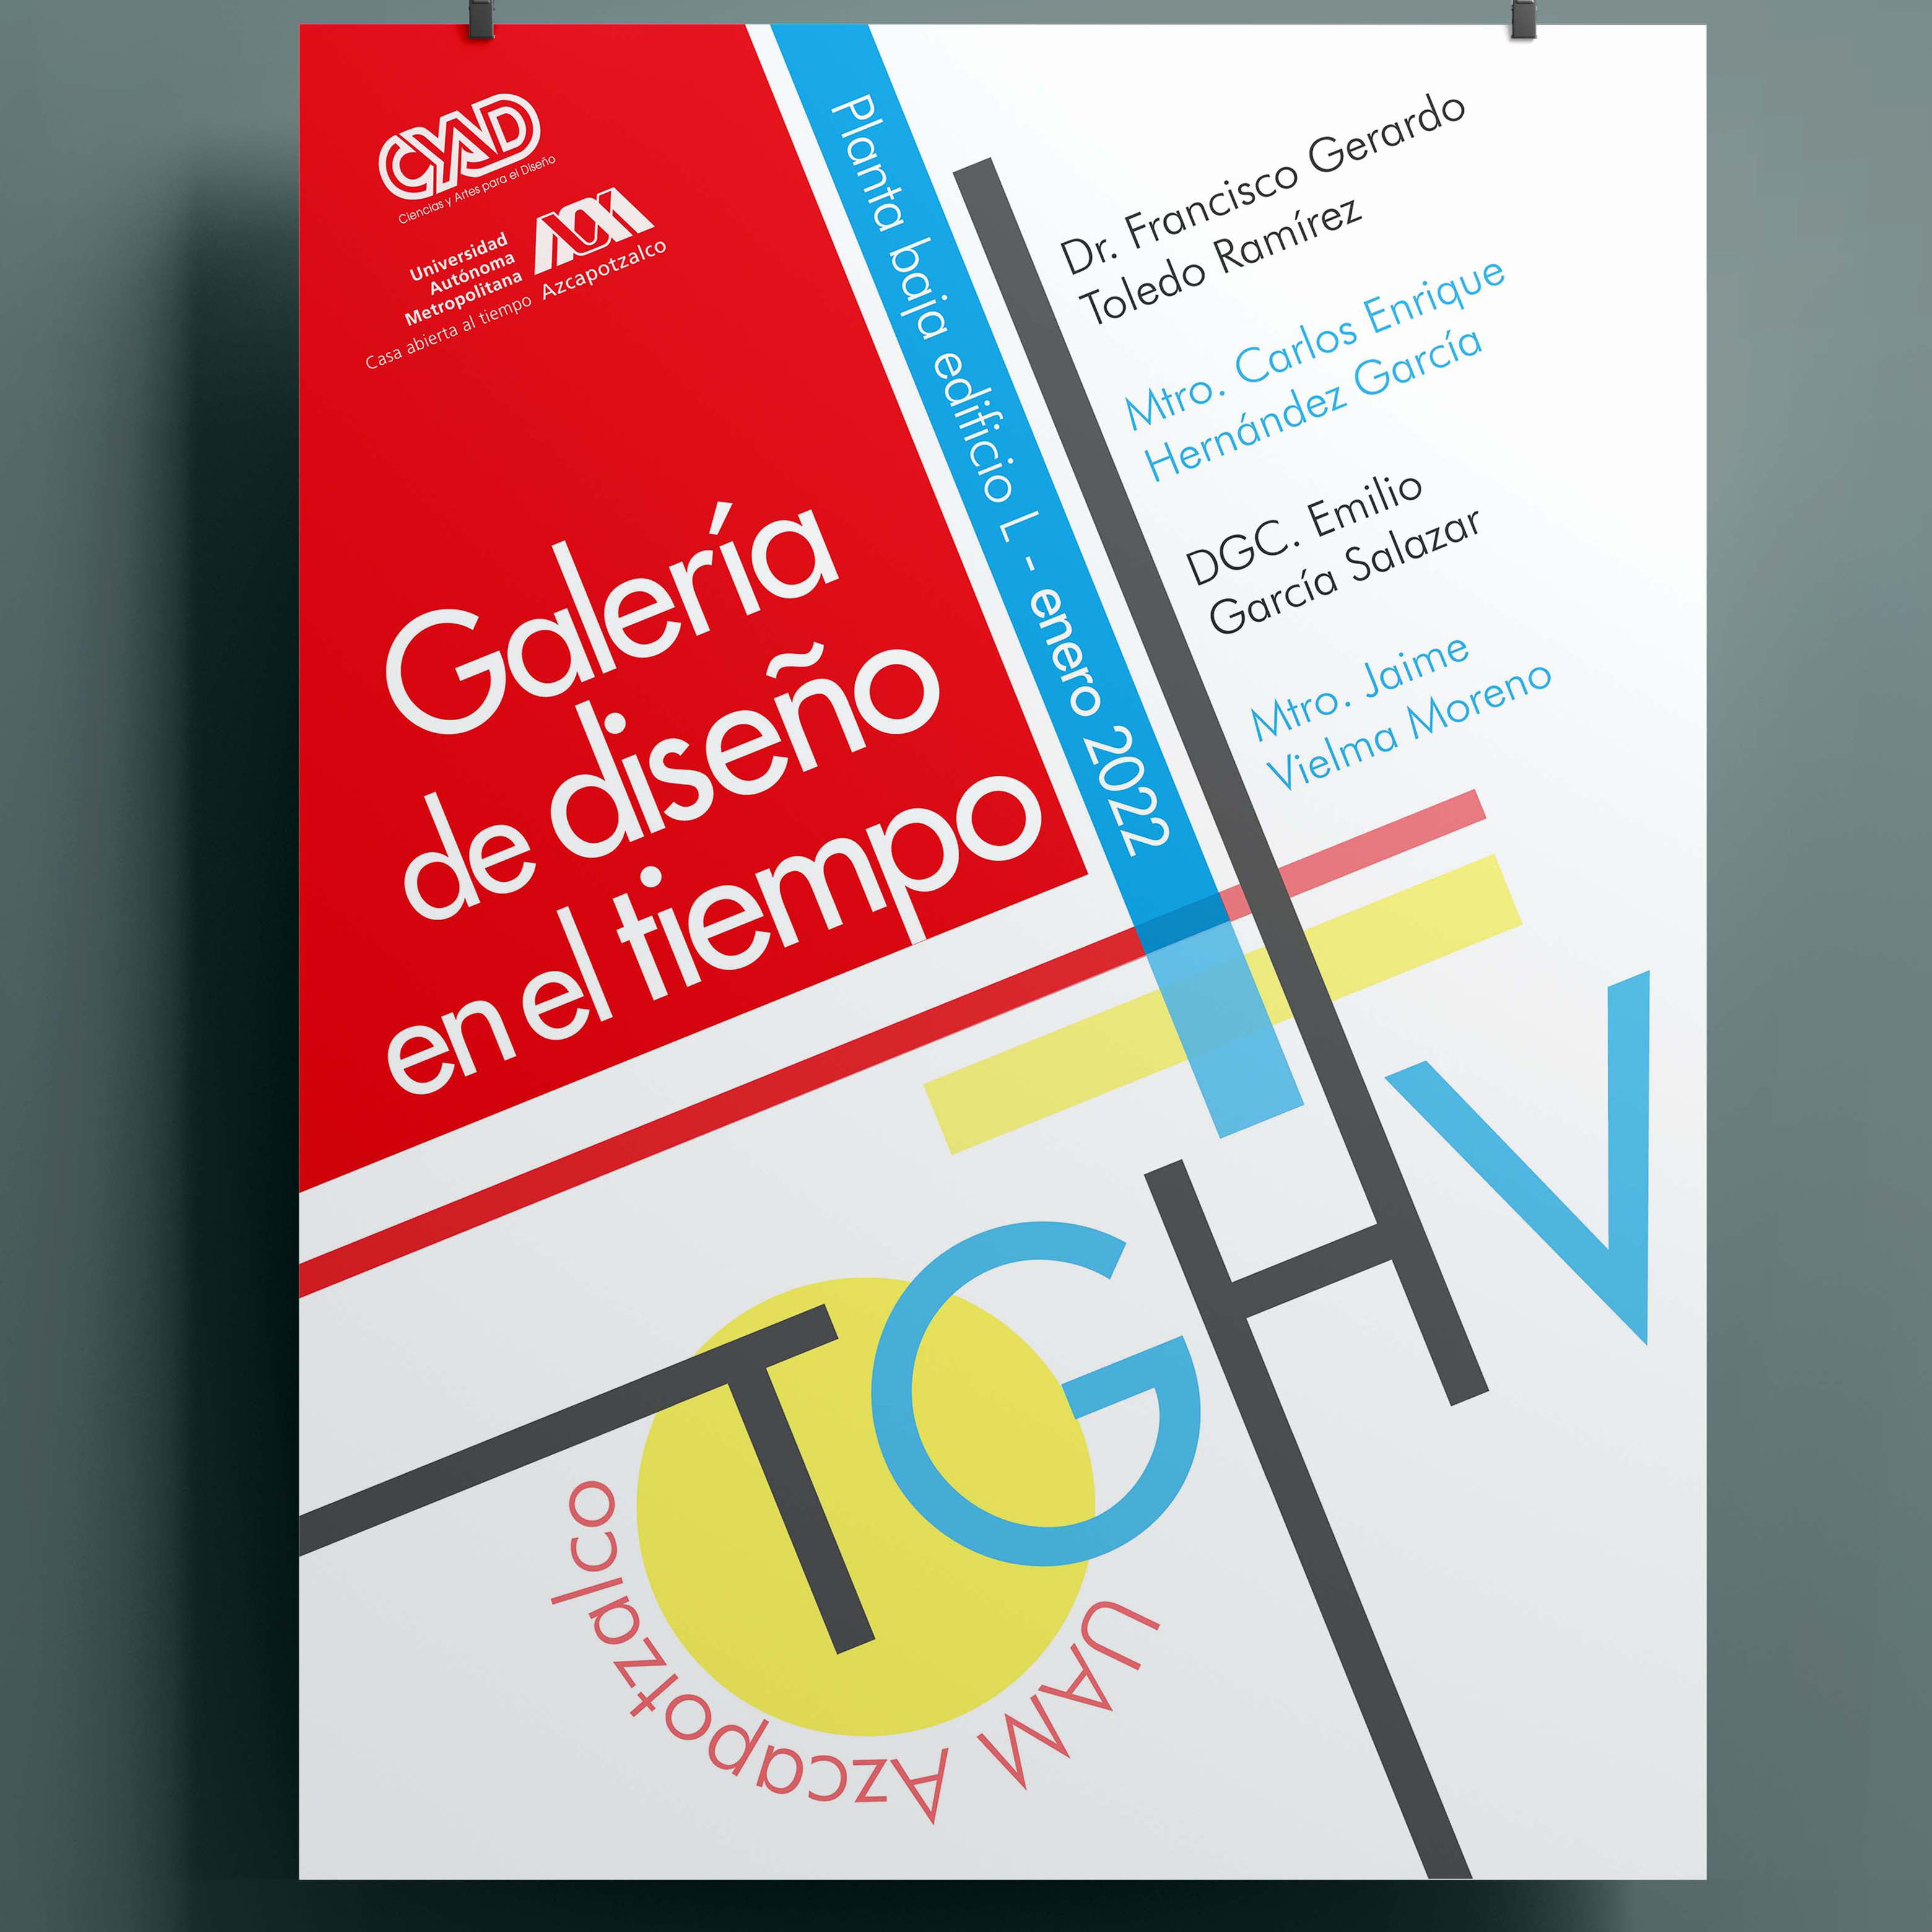 CYAD
Ciencias y Artes para el Diseño
Universidad
Autónoma
Metropolitana
Casa abierta al tiempo Azcapotzalco
Galería
de diseño
en el tiempo
Planta baja edificio L - enero 2022
Dr. Francisco Gerardo
Toledo Ramírez
Mtro. Carlos Enrique
Hernández García
DGC. Emilio
García Salazar
Mtro. Jaime
Vielma Moreno
TGHV
UAM Azcapotzalco